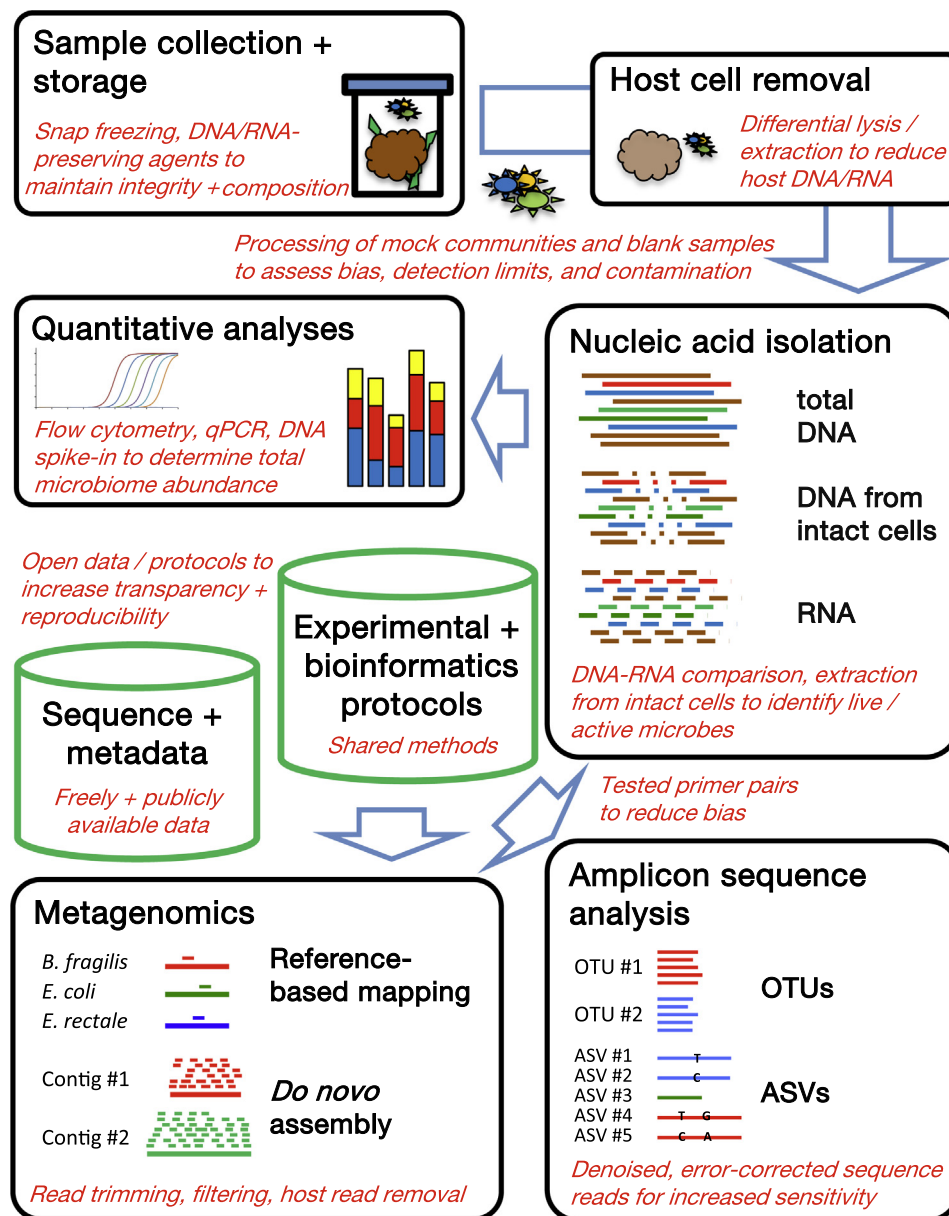 Sample collection +
storage
Snap freezing, DNA/RNA-
preserving agents to
maintain integrity + composition
Host cell removal
Differential lysis /
extraction to reduce
host DNA/RNA
Processing of mock communities and blank samples
to assess bias, detection limits, and contamination
Quantitative analyses
Flow cytometry, qPCR, DNA
spike-in to determine total
microbiome abundance
Nucleic acid isolation
total
DNA
DNA from
intact cells
RNA
DNA-RNA comparison, extraction
from intact cells to identify live /
active microbes
Open data / protocols to
increase transparency +
reproducibility
Experimental +
bioinformatics
protocols
Shared methods
Sequence +
metadata
Freely + publicly
available data
Tested primer pairs
to reduce bias
Metagenomics
B. fragilis
E. coli
E. rectale
Reference-
based mapping
Contig #1
Contig #2
Do novo
assembly
Read trimming, filtering, host read removal
Amplicon sequence
analysis
OTU #1
OTU #2
OTUs
ASV #1 T
ASV #2 C
ASV #3
ASV #4 T G
ASV #5 C A
ASVs
Denoised, error-corrected sequence
reads for increased sensitivity